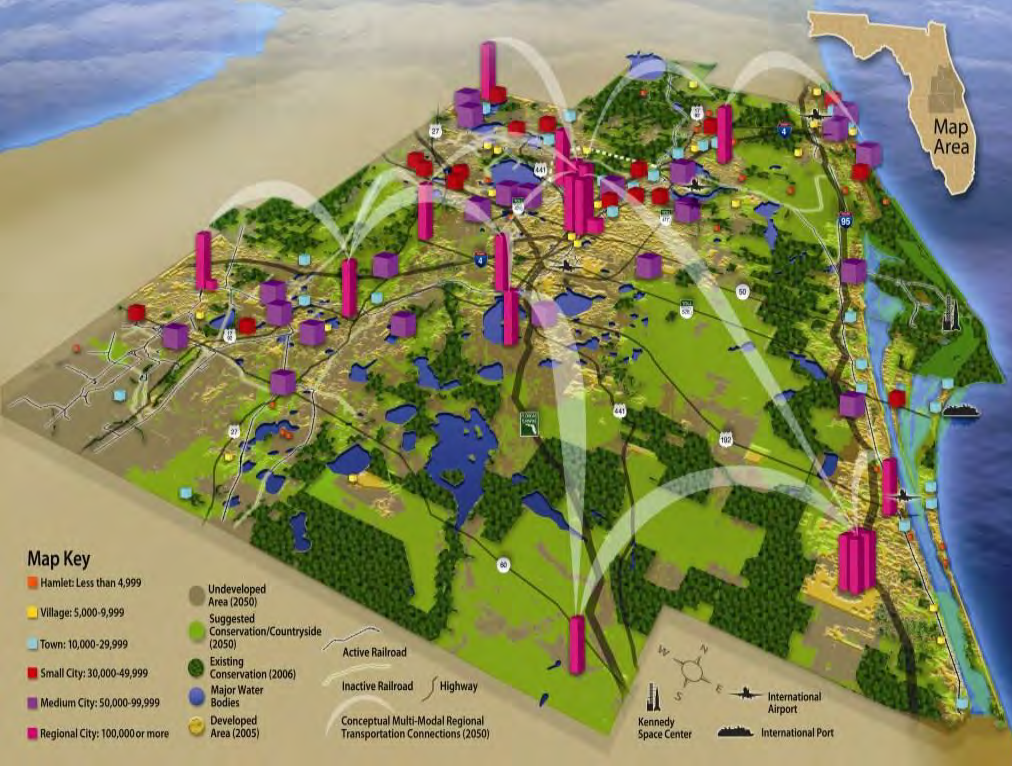 Map
Area
27
441
4
95
4
50
27
441
192
60
W
N
S
E
Map Key
Hamlet: Less than 4,999
Village: 5,000-9,999
Town: 10,000-29,999
Small City: 30,000-49,999
Medium City: 50,000-99,999
Regional City: 100,000 or more
Undeveloped
Area (2050)
Suggested
Conservation/Countryside
(2050)
Existing
Conservation (2006)
Major Water
Bodies
Developed
Area (2005)
Active Railroad
Inactive Railroad
Highway
Conceptual Multi-Modal Regional
Transportation Connections (2050)
Kennedy
Space Center
International
Airport
International Port